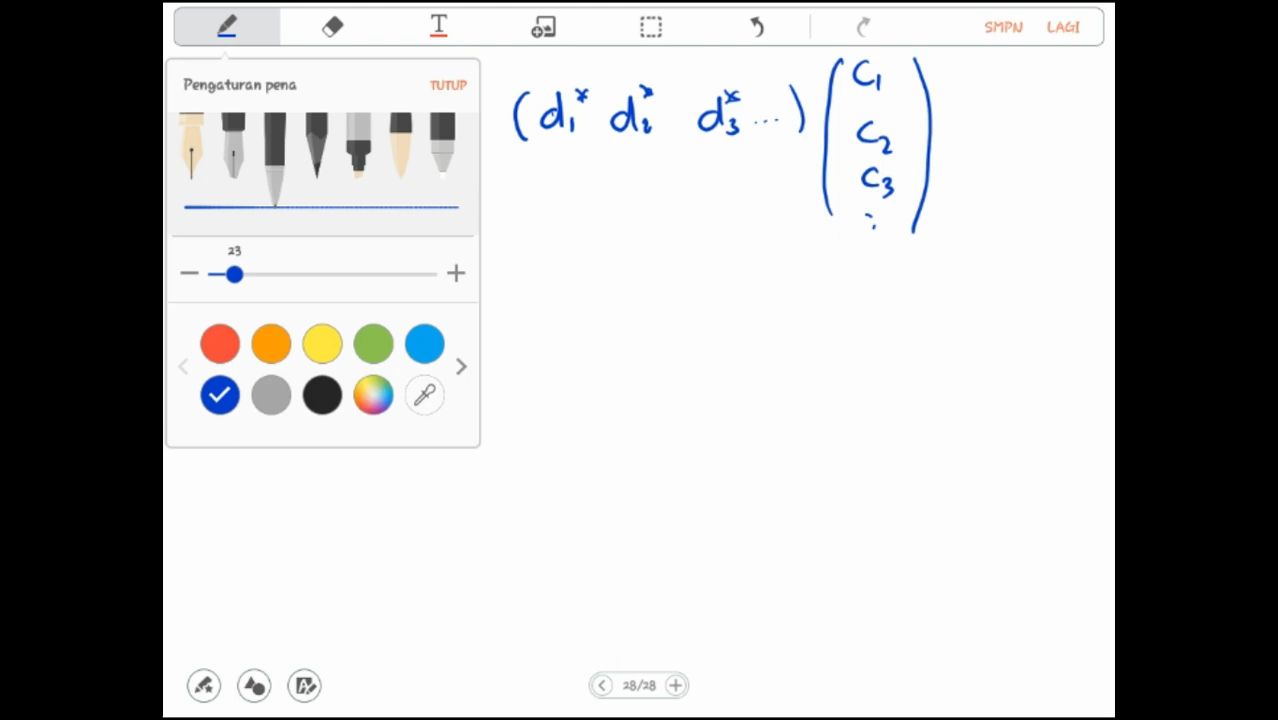 T SMPN LAGI
Pengaturan pena TUTUP
23
(d₁* d₂* d₃* ...) (c₁
c₂
c₃
⋮)
28/28